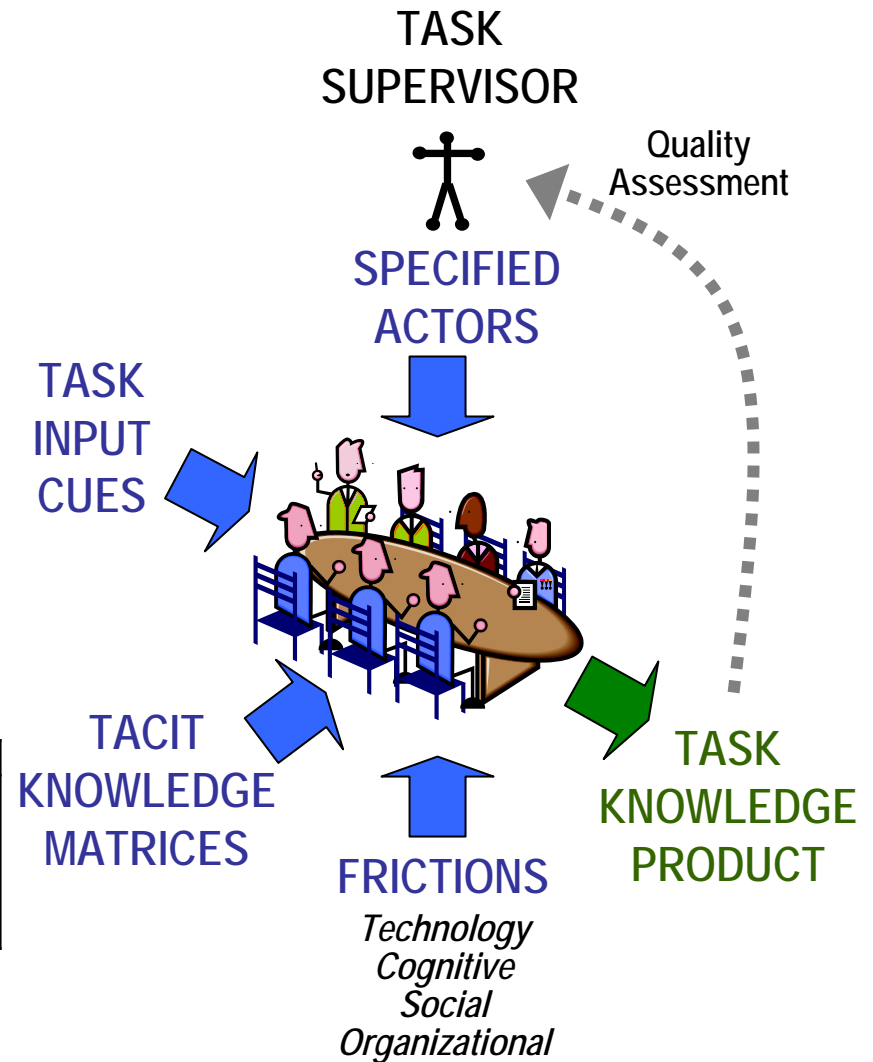 TASK
SUPERVISOR
Quality
Assessment
SPECIFIED
ACTORS
TASK
INPUT
CUES
TACIT
KNOWLEDGE
MATRICES
FRICTIONS
Technology
Cognitive
Social
Organizational
TASK
KNOWLEDGE
PRODUCT